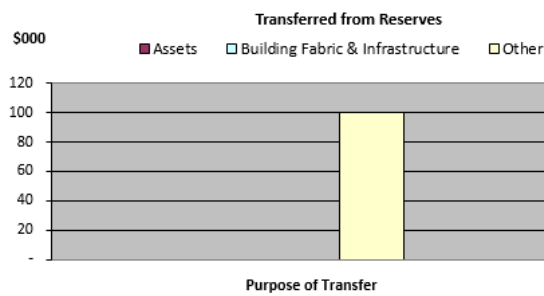 Transferred from Reserves
$000
Assets Building Fabric & Infrastructure Other
120
100
80
60
40
20
-
Purpose of Transfer